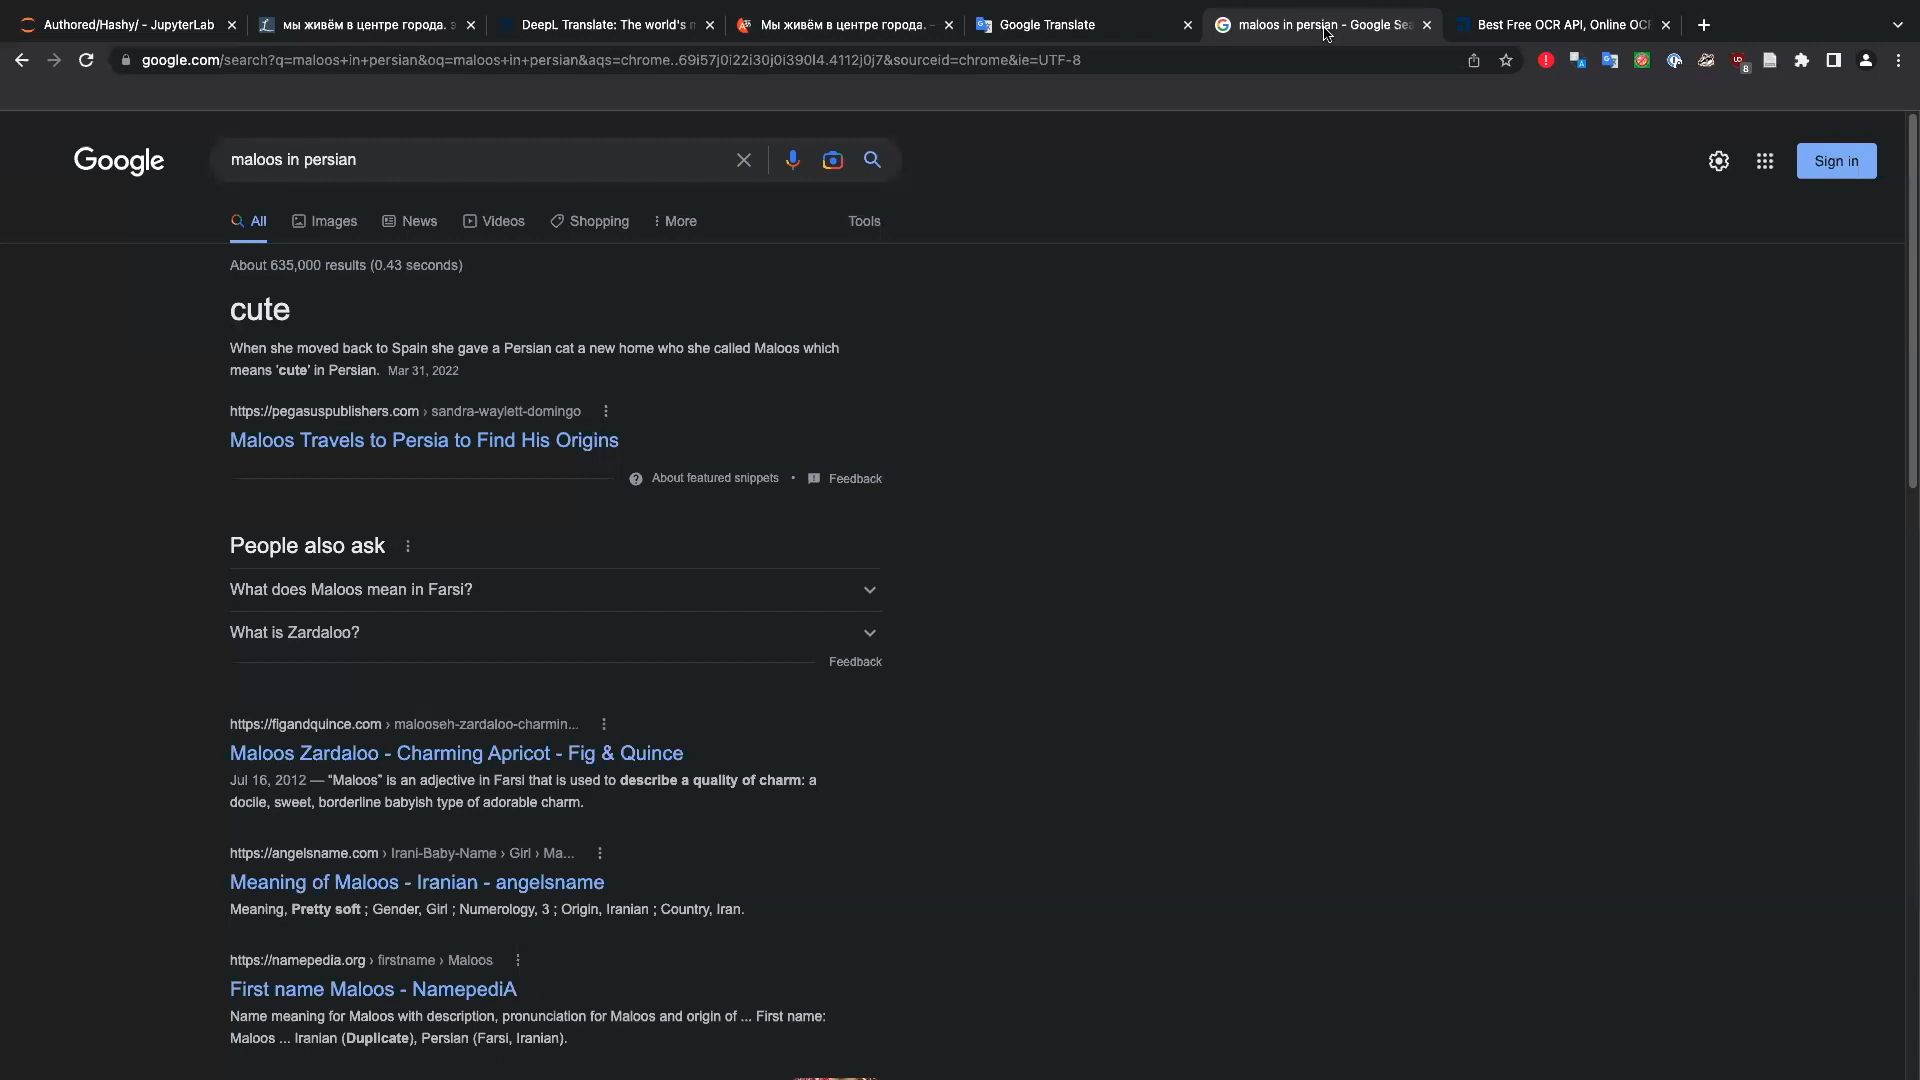 Authored/Hashy/ - JupyterLab
мы живём в центре города.
DeepL Translate: The world's
Мы живём в центре города. -
Google Translate
maloos in persian - Google Se
Best Free OCR API, Online OC
google.com/search?q=maloos+in+persian&oq=maloos+in+persian&aqs=chrome..69i57j0i22i30j0i390l4.4112j0j7&sourceid=chrome&ie=UTF-8
Google
maloos in persian
Sign in
All
Images
News
Videos
Shopping
More
Tools
About 635,000 results (0.43 seconds)
cute
When she moved back to Spain she gave a Persian cat a new home who she called Maloos which
means 'cute' in Persian. Mar 31, 2022
https://pegasuspublishers.com › sandra-waylett-domingo
Maloos Travels to Persia to Find His Origins
About featured snippets • Feedback
People also ask
What does Maloos mean in Farsi?
What is Zardaloo?
Feedback
https://figandquince.com › malooseh-zardaloo-charmin...
Maloos Zardaloo - Charming Apricot - Fig & Quince
Jul 16, 2012 — “Maloos” is an adjective in Farsi that is used to describe a quality of charm: a
docile, sweet, borderline babyish type of adorable charm.
https://angelsname.com › Irani-Baby-Name › Girl › Ma...
Meaning of Maloos - Iranian - angelsname
Meaning, Pretty soft ; Gender, Girl ; Numerology, 3 ; Origin, Iranian ; Country, Iran.
https://namepedia.org › firstname › Maloos
First name Maloos - NamepediA
Name meaning for Maloos with description, pronunciation for Maloos and origin of ... First name:
Maloos ... Iranian (Duplicate), Persian (Farsi, Iranian).